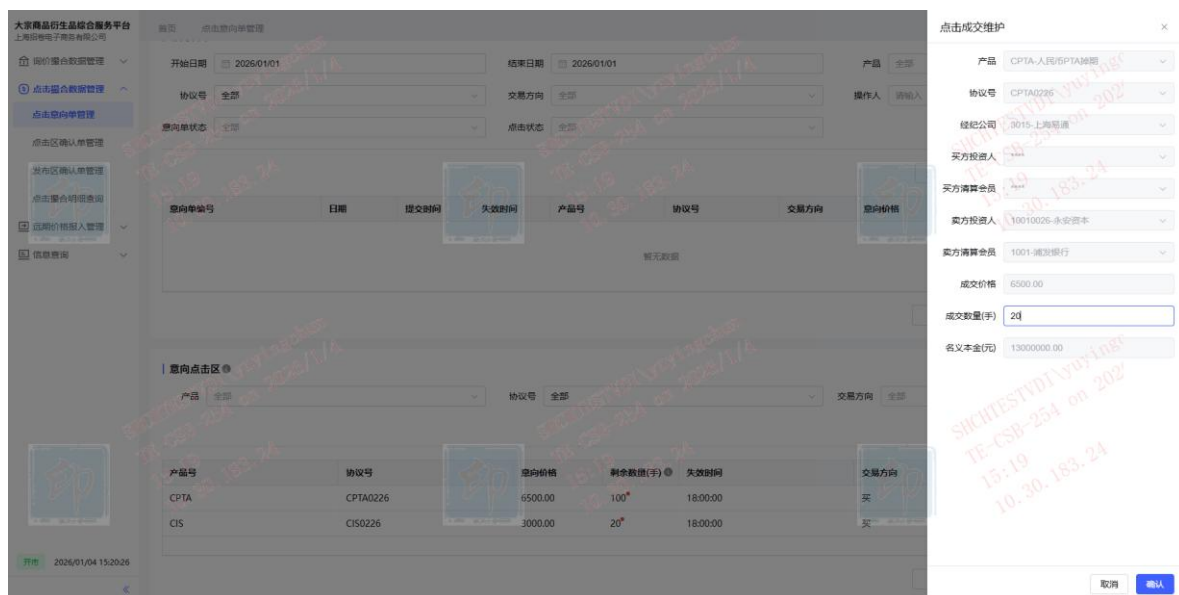 大宗商品衍生品综合服务平台
首页 点击意向单管理
询价撮合数据管理
点击撮合数据管理
点击意向单管理
点击区确认单管理
发布区确认单管理
点击撮合明细查询
远期价格报入管理
信息查询
开始日期 2026/01/01
结束日期 2026/01/01
产品 全部
协议号 全部
交易方向 全部
操作人 请输入
意向单状态 全部
点击状态 全部
意向单编号 日期 提交时间 失效时间 产品号 协议号 交易方向 意向价格
暂无数据
意向点击区
产品 全部
协议号 全部
交易方向 全部
产品号 协议号 意向价格 剩余数量(手) 失效时间 交易方向
CPTA CPTA0226 6500.00 100* 18:00:00 买
CIS CIS0226 3000.00 20* 18:00:00 买
开市 2026/01/04 15:20:26
点击成交维护
产品 CPTA-人民币PTA掉期
协议号 CPTA0226
经纪公司 3015-上海易通
买方投资人 ****
买方清算会员 ****
卖方投资人 10010026-永安资本
卖方清算会员 1001-浦发银行
成交价格 6500.00
成交数量(手) 20
名义本金(元) 13000000.00
取消 确认
15:19
10.30.183.24